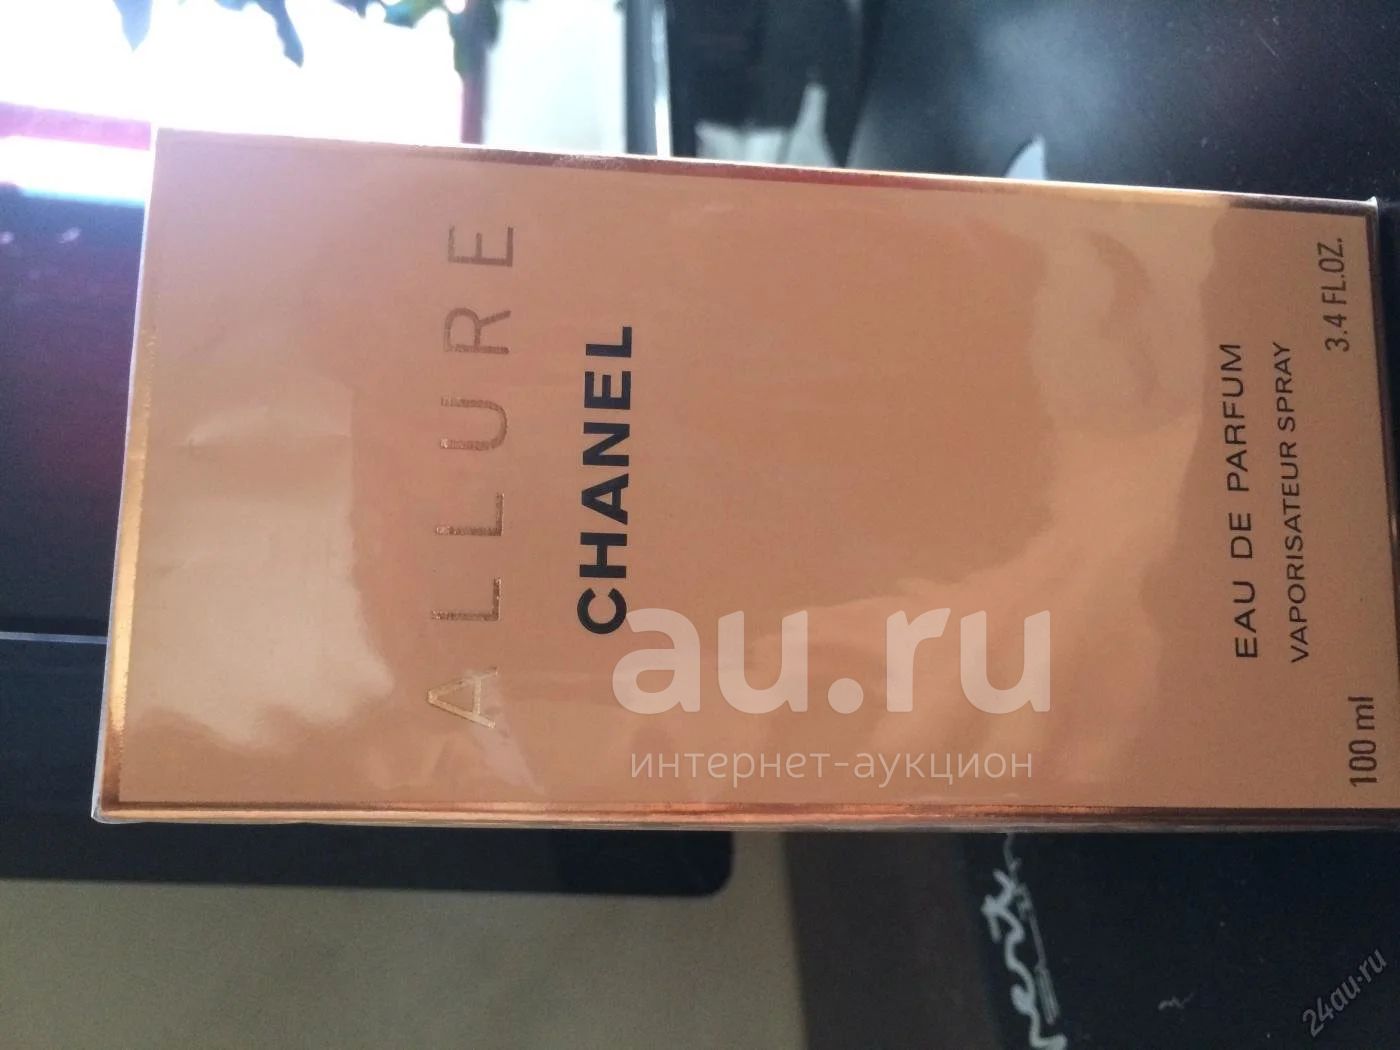 ALLURE
CHANEL
EAU DE PARFUM
VAPORISATEUR SPRAY
100 ml 3.4 FL.OZ.
au.ru
интернет-аукцион
24au.ru